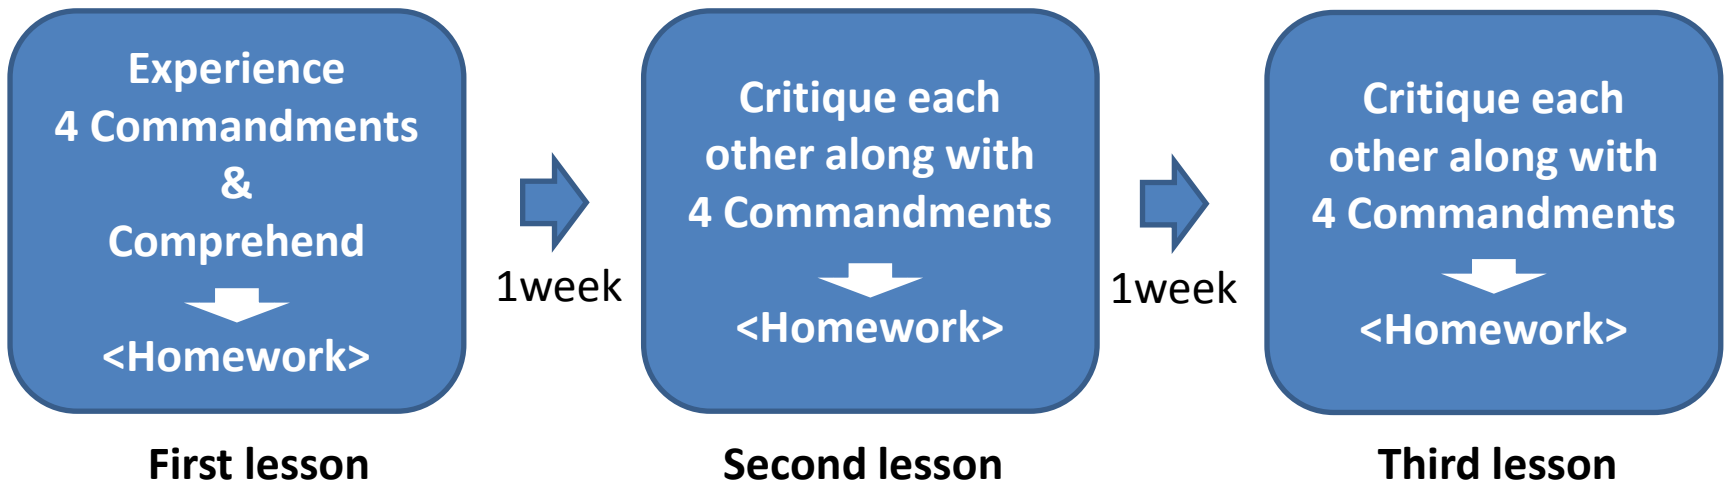 Experience
4 Commandments
&
Comprehend
<Homework>
First lesson
1week
Critique each
other along with
4 Commandments
<Homework>
Second lesson
1week
Critique each
other along with
4 Commandments
<Homework>
Third lesson